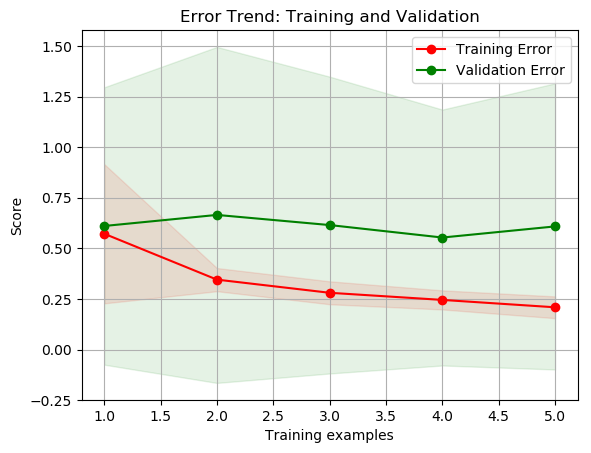 Error Trend: Training and Validation
Training Error
Validation Error
1.50
1.25
1.00
0.75
0.50
0.25
0.00
−0.25
Score
1.0 1.5 2.0 2.5 3.0 3.5 4.0 4.5 5.0
Training examples